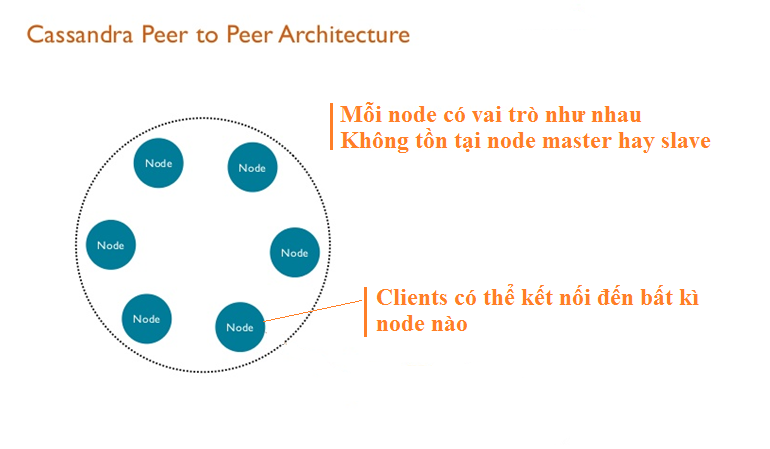 Cassandra Peer to Peer Architecture
Mỗi node có vai trò như nhau
Không tồn tại node master hay slave
Node
Node
Node
Node
Node
Node
Clients có thể kết nối đến bất kì
node nào